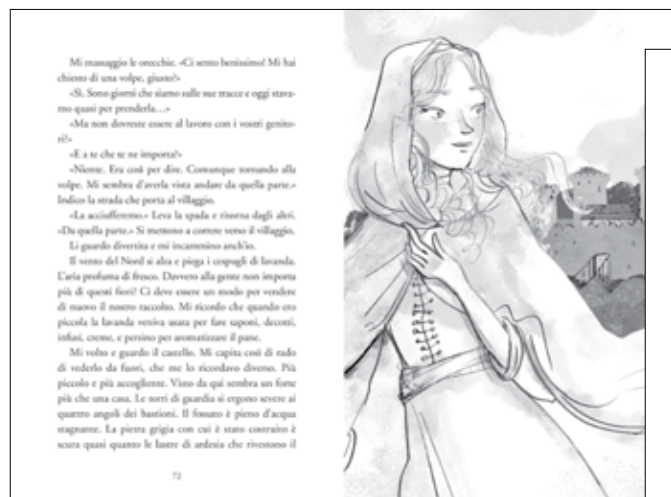 Mi massaggio le orecchie. «Ci sento benissimo! Mi hai
chiesto di una volpe, giusto?»
«Sì. Sono giorni che siamo sulle sue tracce e oggi stava-
mo quasi per prenderla…»
«Ma non dovreste essere al lavoro con i vostri genito-
ri?»
«E a te che te ne importa?»
«Niente. Era così per dire. Comunque tornando alla
volpe. Mi sembra d'averla vista andare da quella parte.»
Indico la strada che porta al villaggio.
«La acciufferemo.» Leva la spada e ritorna dagli altri.
«Da quella parte.» Si mettono a correre verso il villaggio.
Li guardo divertita e mi incammino anch'io.
Il vento del Nord si alza e piega i cespugli di lavanda.
L'aria profuma di fresco. Davvero alla gente non importa
più di questi fiori? Ci deve essere un modo per vendere
di nuovo il nostro raccolto. Mi ricordo che quando ero
piccola la lavanda veniva usata per fare saponi, decotti,
infusi, creme, e persino per aromatizzare il pane.
Mi volto e guardo il castello. Mi capita così di rado
di vederlo da fuori, che me lo ricordavo diverso. Più
piccolo e più accogliente. Visto da qui sembra un forte
più che una casa. Le torri di guardia si ergono severe ai
quattro angoli dei bastioni. Il fossato è pieno d'acqua
stagnante. La pietra grigia con cui è stato costruito è
scura quasi quanto le lastre di ardesia che rivestono il
72